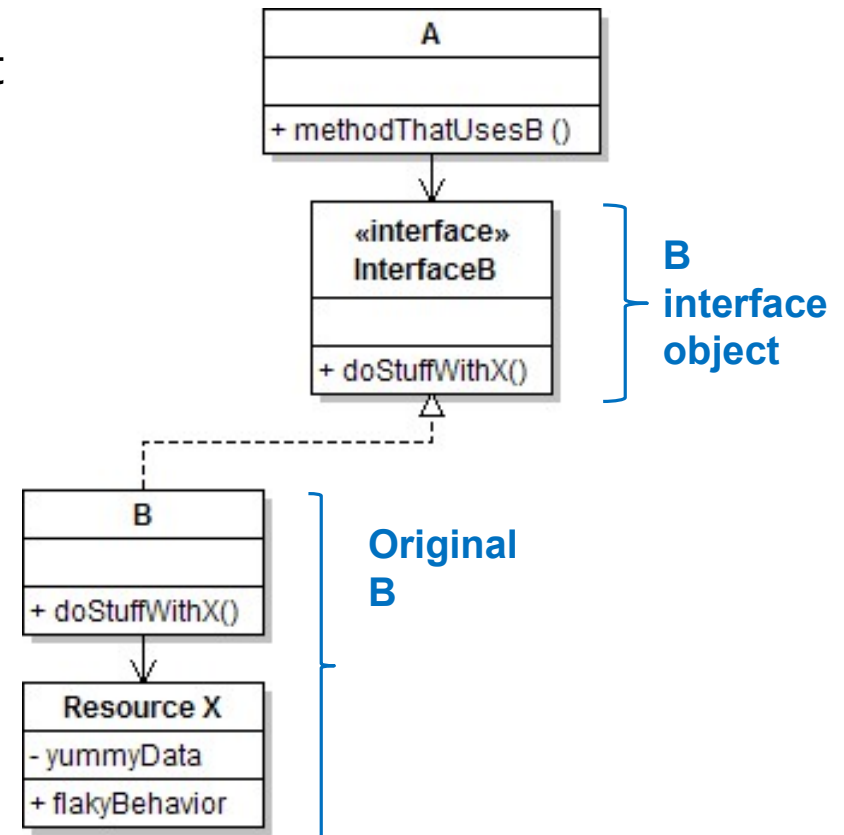 t
A
+ methodThatUsesB ()
«interface»
InterfaceB
+ doStuffWithX()
B
interface
object
B
+ doStuffWithX()
Original
B
Resource X
- yummyData
+ flakyBehavior